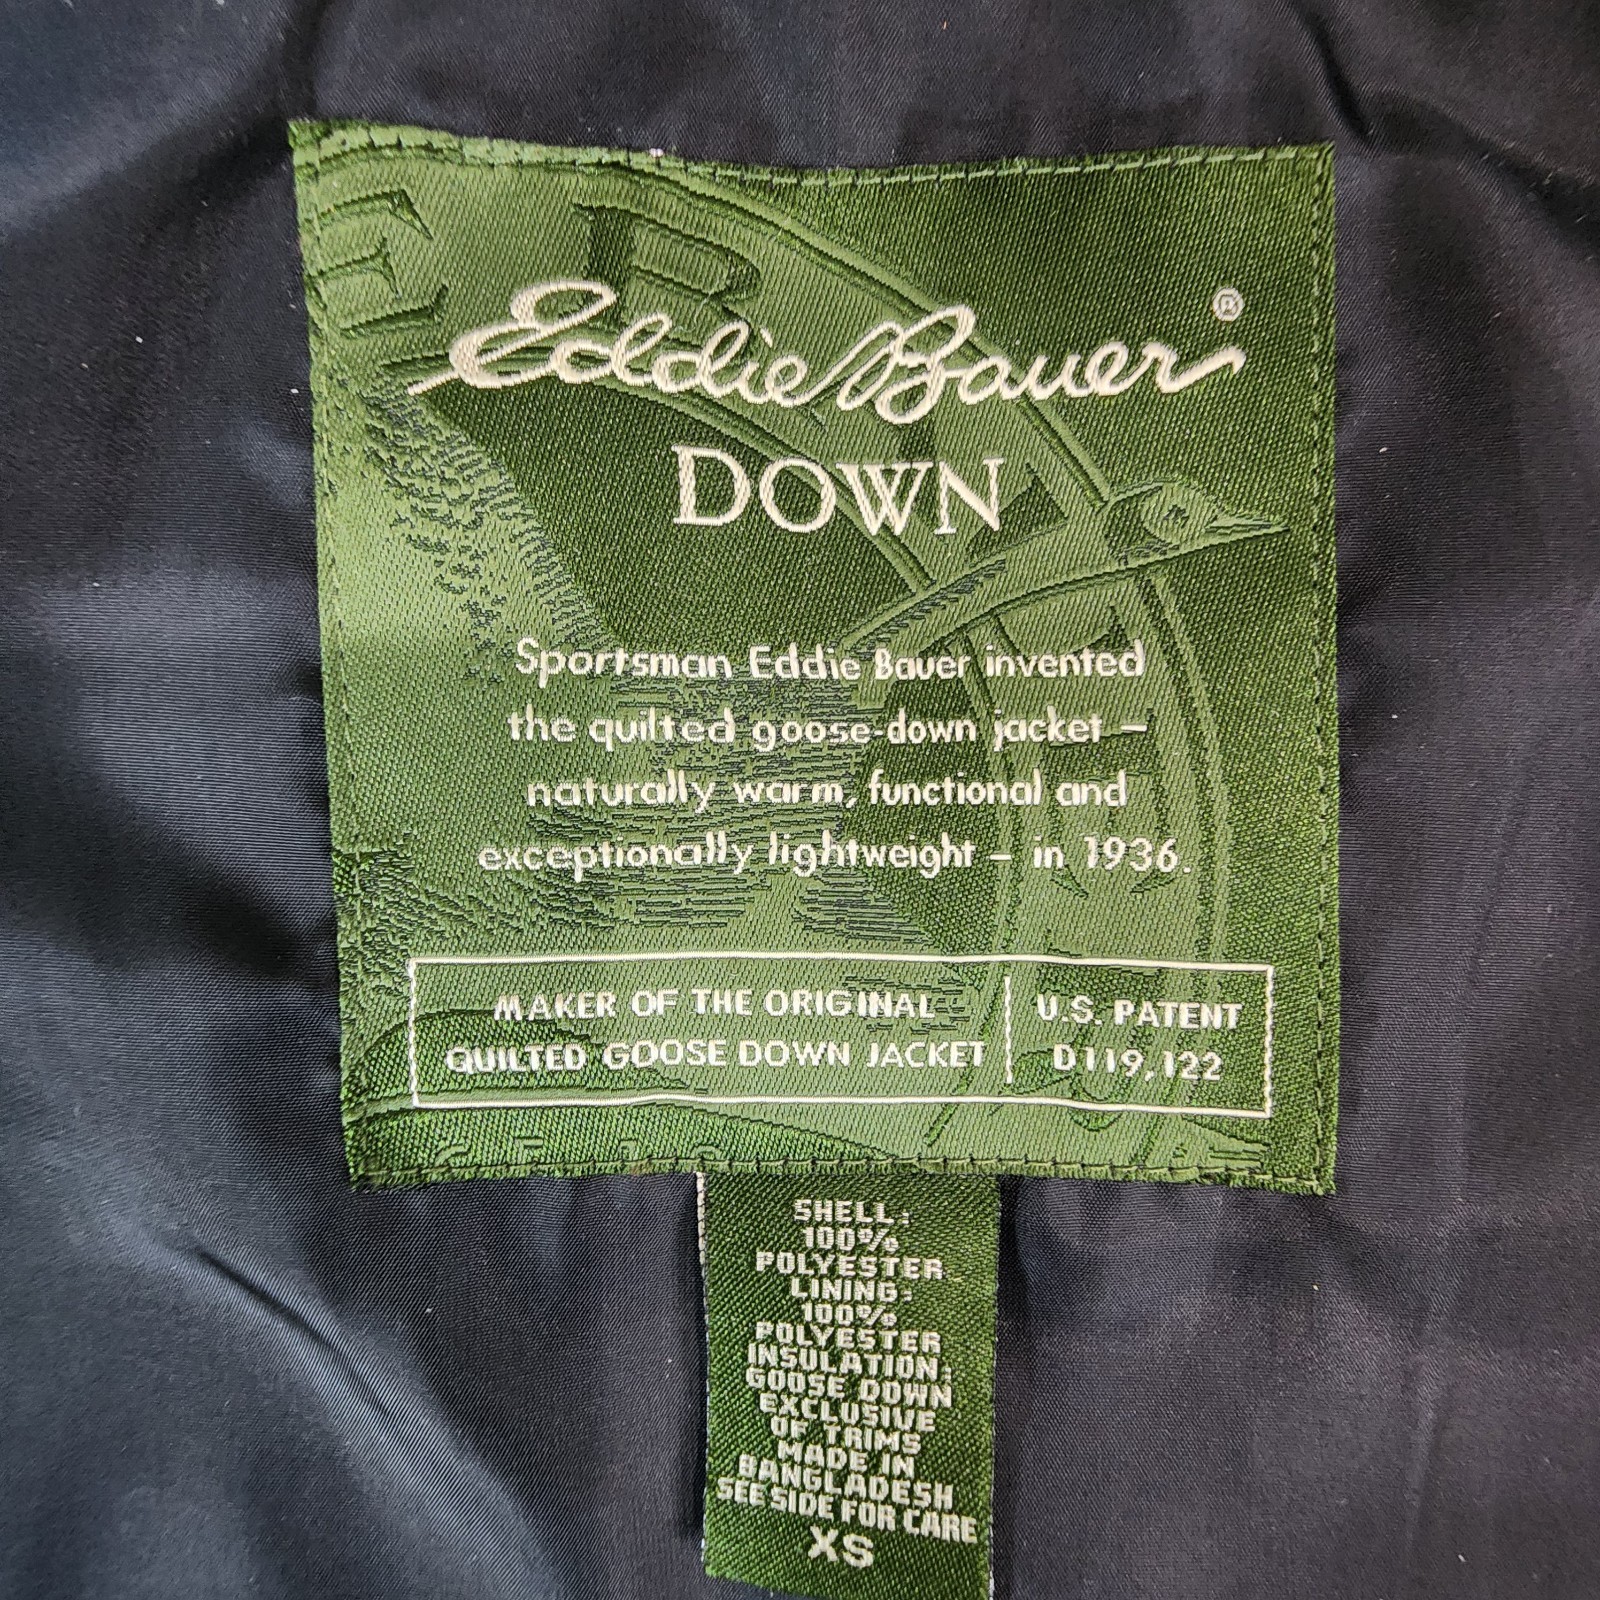 Eddie Bauer ®
DOWN
Sportsman Eddie Bauer invented
the quilted goose-down jacket –
naturally warm, functional and
exceptionally lightweight – in 1936.
MAKER OF THE ORIGINAL
QUILTED GOOSE DOWN JACKET
U.S. PATENT
D119,122
SHELL:
100%
POLYESTER
LINING:
100%
POLYESTER
INSULATION:
GOOSE DOWN
EXCLUSIVE
OF TRIMS
MADE IN
BANGLADESH
SEE SIDE FOR CARE
XS